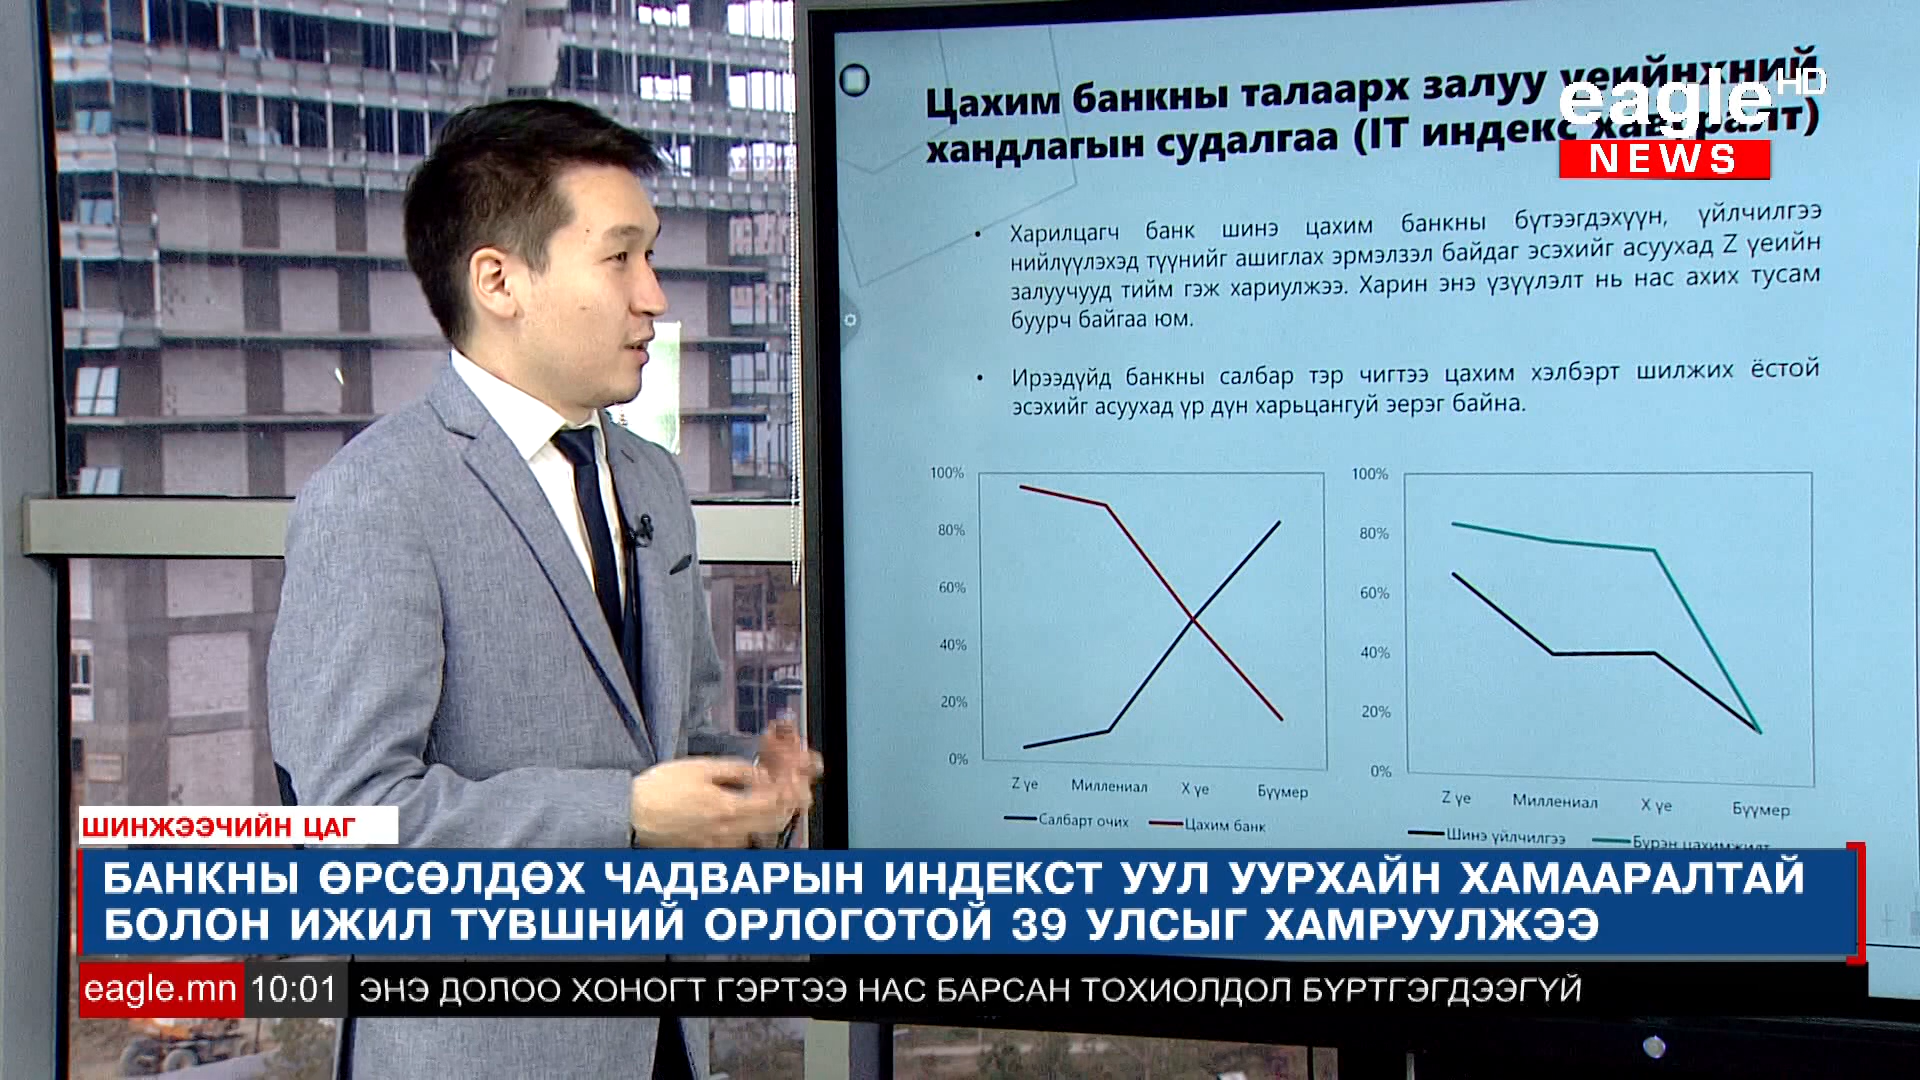 Цахим банкны талаарх залуу үеийнхний
хандлагын судалгаа (IT индекс хавсралт)
eagle HD
NEWS
• Харилцагч банк шинэ цахим банкны бүтээгдэхүүн, үйлчилгээ
нийлүүлэхэд түүнийг ашиглах эрмэлзэл байдаг эсэхийг асуухад Z үеийн
залуучууд тийм гэж хариулжээ. Харин энэ үзүүлэлт нь нас ахих тусам
буурч байгаа юм.
• Ирээдүйд банкны салбар тэр чигтээ цахим хэлбэрт шилжих ёстой
эсэхийг асуухад үр дүн харьцангуй эерэг байна.
100%
80%
60%
40%
20%
0%
Z үе Миллениал X үе Бүүмер
Салбарт очих Цахим банк
100%
80%
60%
40%
20%
0%
Z үе Миллениал X үе Бүүмер
Шинэ үйлчилгээ Бүрэн цахимжилт
ШИНЖЭЭЧИЙН ЦАГ
БАНКНЫ ӨРСӨЛДӨХ ЧАДВАРЫН ИНДЕКСТ УУЛ УУРХАЙН ХАМААРАЛТАЙ
БОЛОН ИЖИЛ ТҮВШНИЙ ОРЛОГОТОЙ 39 УЛСЫГ ХАМРУУЛЖЭЭ
eagle.mn 10:01 ЭНЭ ДОЛОО ХОНОГТ ГЭРТЭЭ НАС БАРСАН ТОХИОЛДОЛ БҮРТГЭГДЭЭГҮЙ